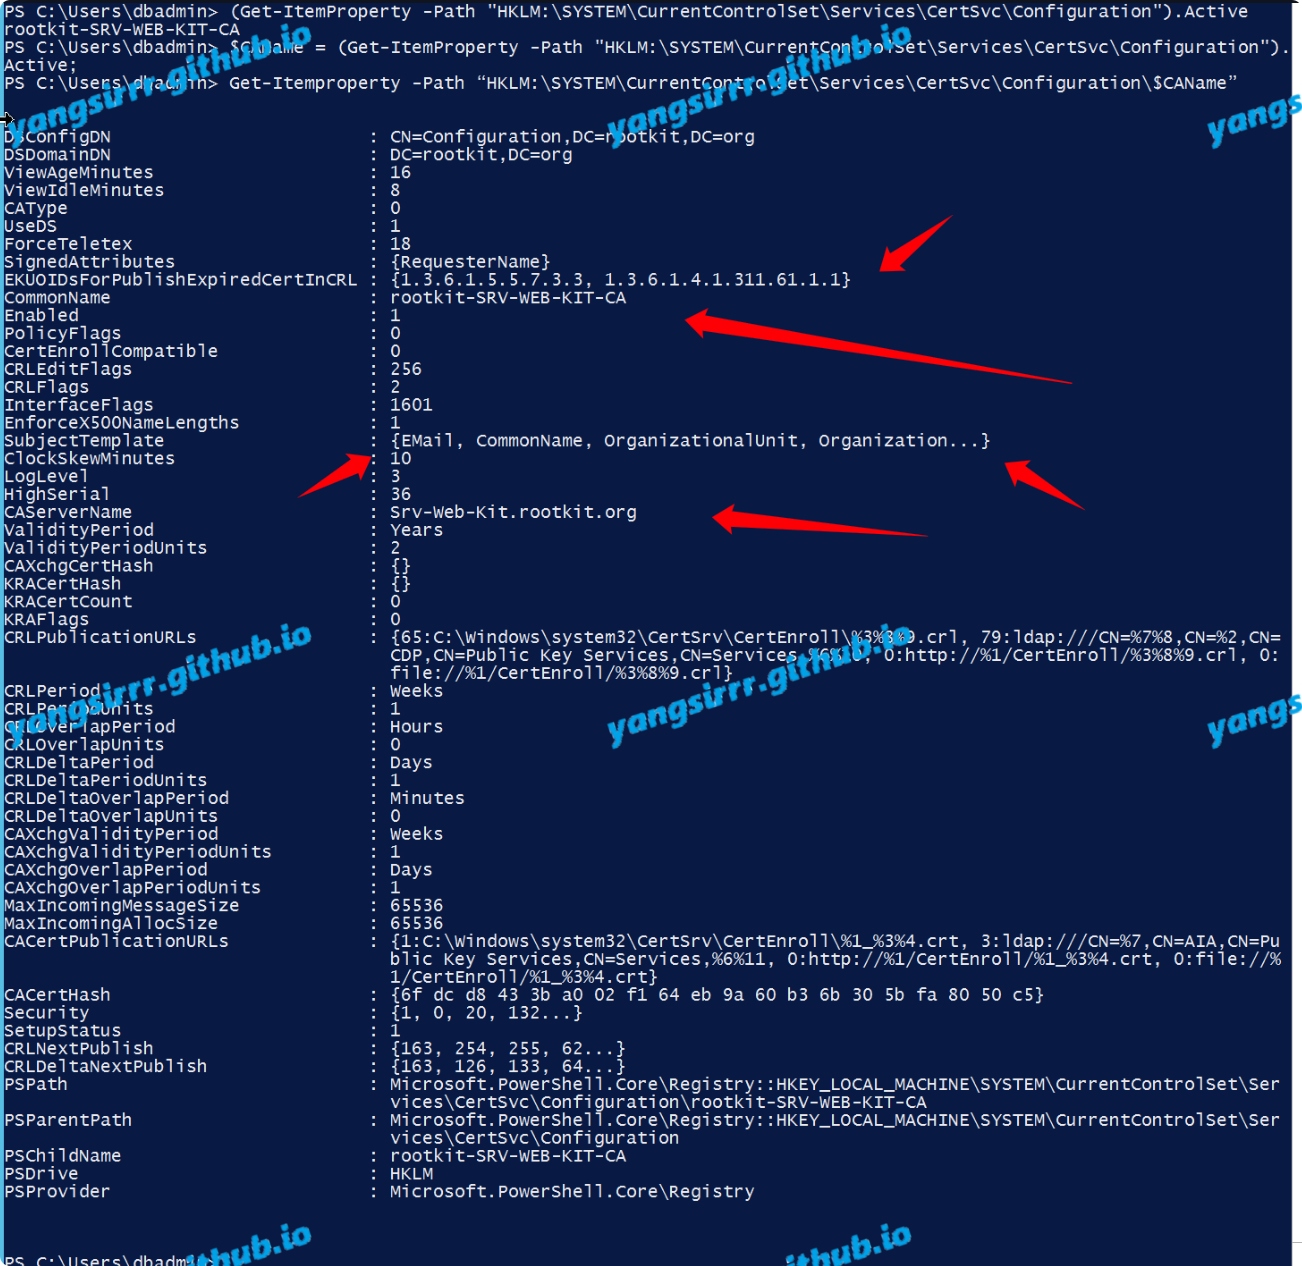 PS C:\Users\dbadmin> (Get-ItemProperty -Path "HKLM:\SYSTEM\CurrentControlSet\Services\CertSvc\Configuration").Active
rootkit-SRV-WEB-KIT-CA
PS C:\Users\dbadmin> $CAName = (Get-ItemProperty -Path "HKLM:\SYSTEM\CurrentControlSet\Services\CertSvc\Configuration").
Active;
PS C:\Users\dbadmin> Get-Itemproperty -Path “HKLM:\SYSTEM\CurrentControlSet\Services\CertSvc\Configuration\$CAName”
DSConfigDN : CN=Configuration,DC=rootkit,DC=org
DSDomainDN : DC=rootkit,DC=org
ViewAgeMinutes : 16
ViewIdleMinutes : 8
CAType : 0
UseDS : 1
ForceTeletex : 18
SignedAttributes : {RequesterName}
EKUOIDsForPublishExpiredCertInCRL : {1.3.6.1.5.5.7.3.3, 1.3.6.1.4.1.311.61.1.1}
CommonName : rootkit-SRV-WEB-KIT-CA
Enabled : 1
PolicyFlags : 0
CertEnrollCompatible : 0
CRLEditFlags : 256
CRLFlags : 2
InterfaceFlags : 1601
EnforceX500NameLengths : 1
SubjectTemplate : {EMail, CommonName, OrganizationalUnit, Organization...}
ClockSkewMinutes : 10
LogLevel : 3
HighSerial : 36
CAServerName : Srv-Web-Kit.rootkit.org
ValidityPeriod : Years
ValidityPeriodUnits : 2
CAXchgCertHash : {}
KRACertHash : {}
KRACertCount : 0
KRAFlags : 0
CRLPublicationURLs : {65:C:\Windows\system32\CertSrv\CertEnroll\%3%8%9.crl, 79:ldap:///CN=%7%8,CN=%2,CN=
CDP,CN=Public Key Services,CN=Services,%6%10, 0:http://%1/CertEnroll/%3%8%9.crl, 0:
file://%1/CertEnroll/%3%8%9.crl}
CRLPeriod : Weeks
CRLPeriodUnits : 1
CRLOverlapPeriod : Hours
CRLOverlapUnits : 0
CRLDeltaPeriod : Days
CRLDeltaPeriodUnits : 1
CRLDeltaOverlapPeriod : Minutes
CRLDeltaOverlapUnits : 0
CAXchgValidityPeriod : Weeks
CAXchgValidityPeriodUnits : 1
CAXchgOverlapPeriod : Days
CAXchgOverlapPeriodUnits : 1
MaxIncomingMessageSize : 65536
MaxIncomingAllocSize : 65536
CACertPublicationURLs : {1:C:\Windows\system32\CertSrv\CertEnroll\%1_%3%4.crt, 3:ldap:///CN=%7,CN=AIA,CN=Pu
blic Key Services,CN=Services,%6%11, 0:http://%1/CertEnroll/%1_%3%4.crt, 0:file://%
1/CertEnroll/%1_%3%4.crt}
CACertHash : {6f dc d8 43 3b a0 02 f1 64 eb 9a 60 b3 6b 30 5b fa 80 50 c5}
Security : {1, 0, 20, 132...}
SetupStatus : 1
CRLNextPublish : {163, 254, 255, 62...}
CRLDeltaNextPublish : {163, 126, 133, 64...}
PSPath : Microsoft.PowerShell.Core\Registry::HKEY_LOCAL_MACHINE\SYSTEM\CurrentControlSet\Ser
vices\CertSvc\Configuration\rootkit-SRV-WEB-KIT-CA
PSParentPath : Microsoft.PowerShell.Core\Registry::HKEY_LOCAL_MACHINE\SYSTEM\CurrentControlSet\Ser
vices\CertSvc\Configuration
PSChildName : rootkit-SRV-WEB-KIT-CA
PSDrive : HKLM
PSProvider : Microsoft.PowerShell.Core\Registry
PS C:\Users\dbadmin>
yangsirrr.github.io
yangsirrr.github.io
yangs
yangsirrr.github.io
yangsirrr.github.io
yangs
ithub.io
ithub.io